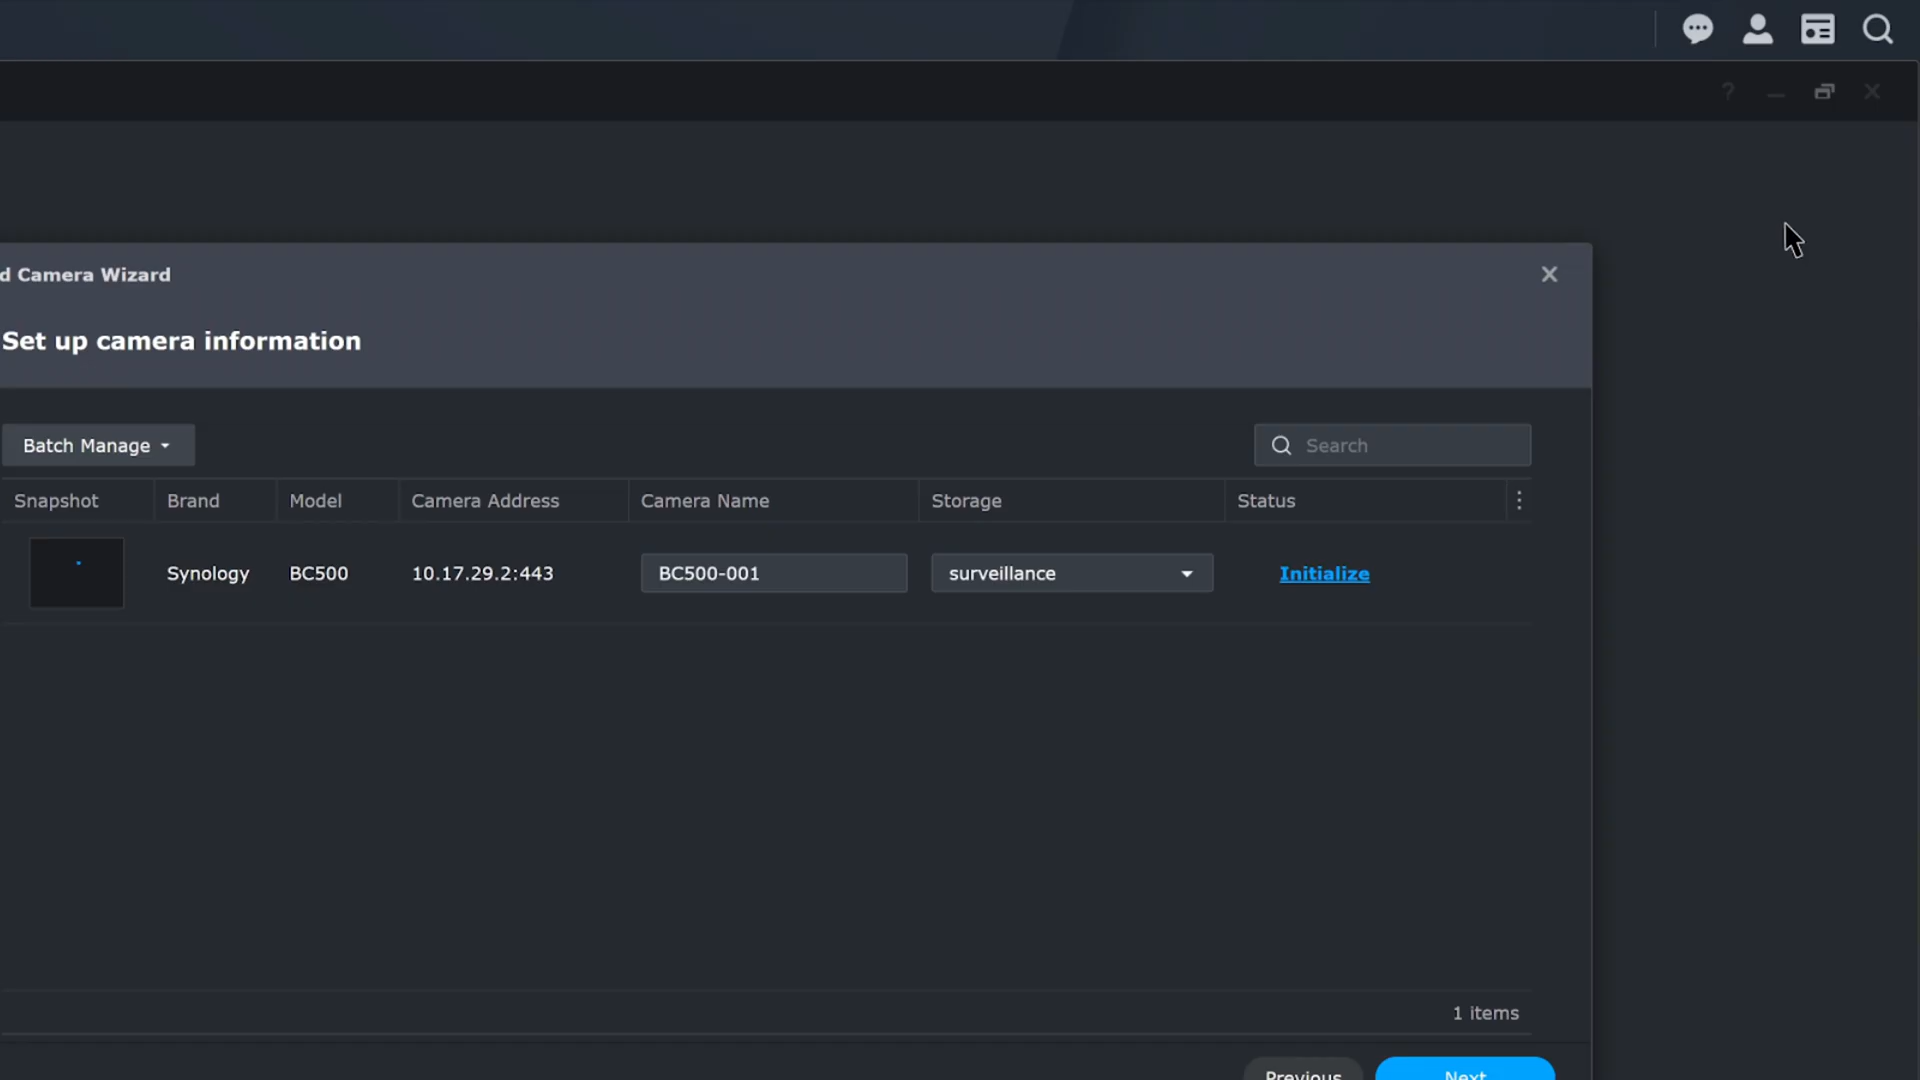 ?
d Camera Wizard
Set up camera information
Batch Manage
Search
Snapshot Brand Model Camera Address Camera Name Storage Status
Synology BC500 10.17.29.2:443 BC500-001 surveillance Initialize
1 items
Previous Next